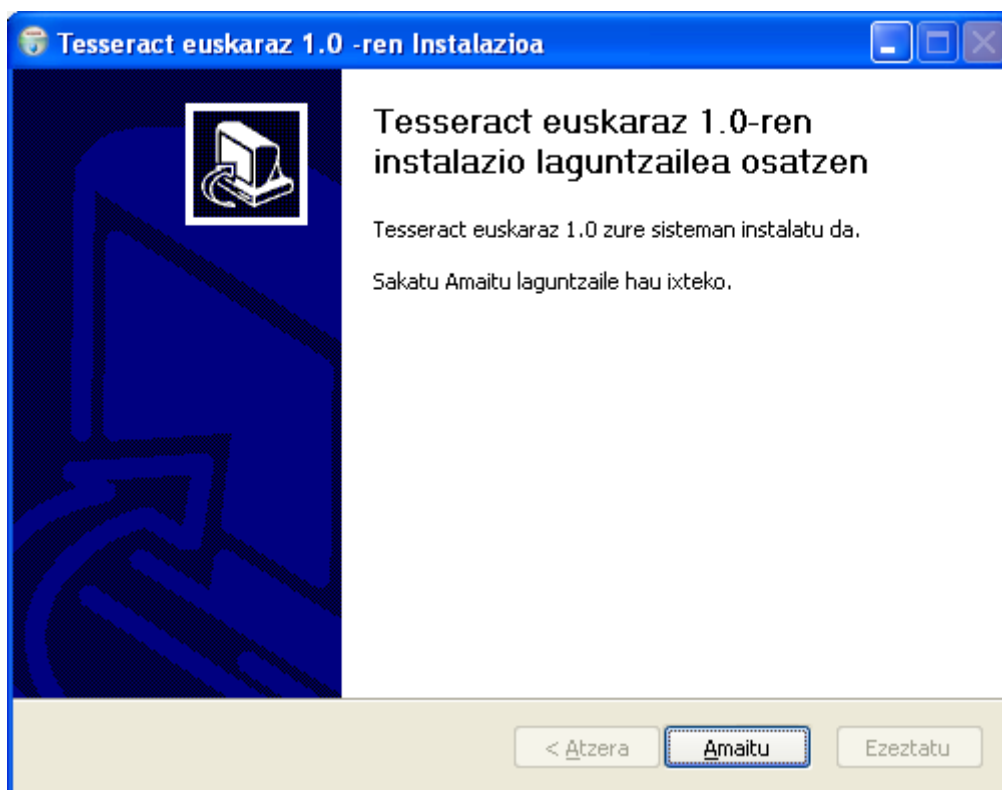 Tesseract euskaraz 1.0 -ren Instalazioa
Tesseract euskaraz 1.0-ren
instalazio laguntzailea osatzen
Tesseract euskaraz 1.0 zure sisteman instalatu da.
Sakatu Amaitu laguntzaile hau ixteko.
< Atzera
Amaitu
Ezeztatu